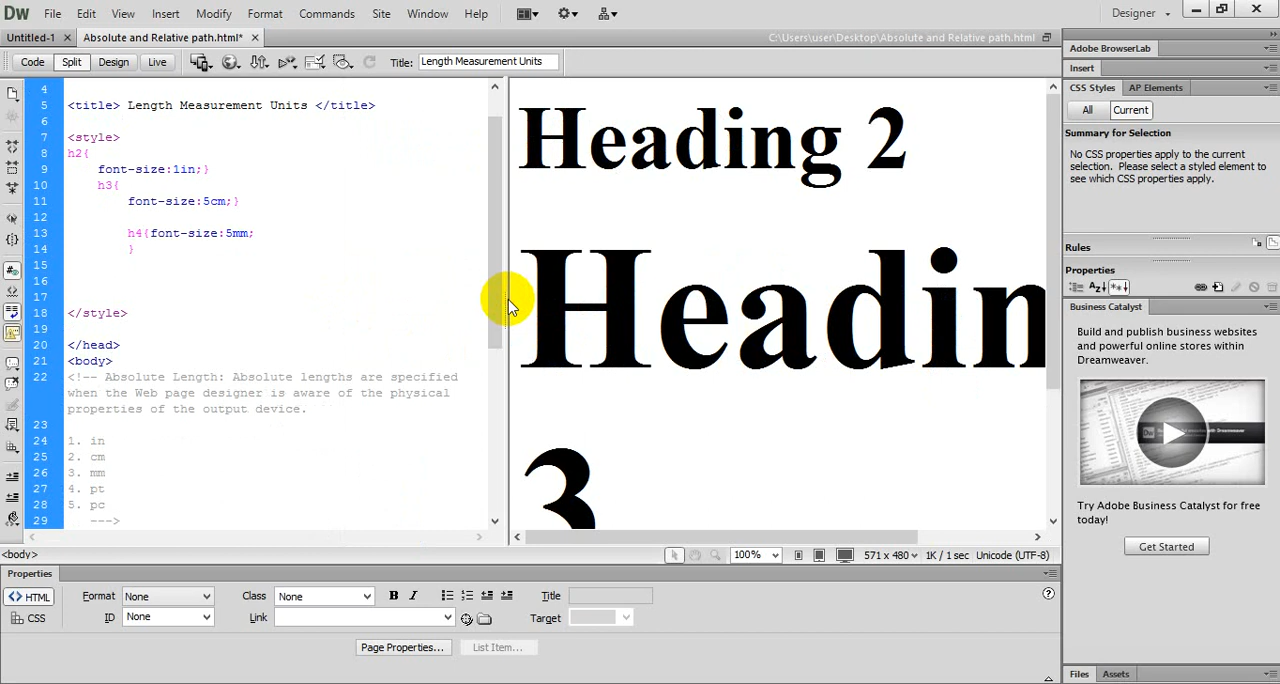 Dw File Edit View Insert Modify Format Commands Site Window Help Designer
Untitled-1 Absolute and Relative path.html* C:\Users\user\Desktop\Absolute and Relative path.html
Code Split Design Live Title: Length Measurement Units
Adobe BrowserLab
Insert
CSS Styles AP Elements
All Current
Summary for Selection
No CSS properties apply to the current
selection. Please select a styled element to
see which CSS properties apply.
Rules
Properties
Business Catalyst
Build and publish business websites
and powerful online stores within
Dreamweaver.
Try Adobe Business Catalyst for free
today!
Get Started
Files Assets
4
5 <title> Length Measurement Units </title>
6
7 <style>
8 h2{
9 font-size:1in;}
10 h3{
11 font-size:5cm;}
12
13 h4{font-size:5mm;
14 }
15
16
17
18 </style>
19
20 </head>
21 <body>
22 <!-- Absolute Length: Absolute lengths are specified
when the Web page designer is aware of the physical
properties of the output device.
23
24 1. in
25 2. cm
26 3. mm
27 4. pt
28 5. pc
29 --->
Heading 2
Headin
3
<body> 100% 571 x 480 1K / 1 sec Unicode (UTF-8)
Properties
<> HTML Format None Class None B I Title
CSS ID None Link Target
Page Properties... List Item...